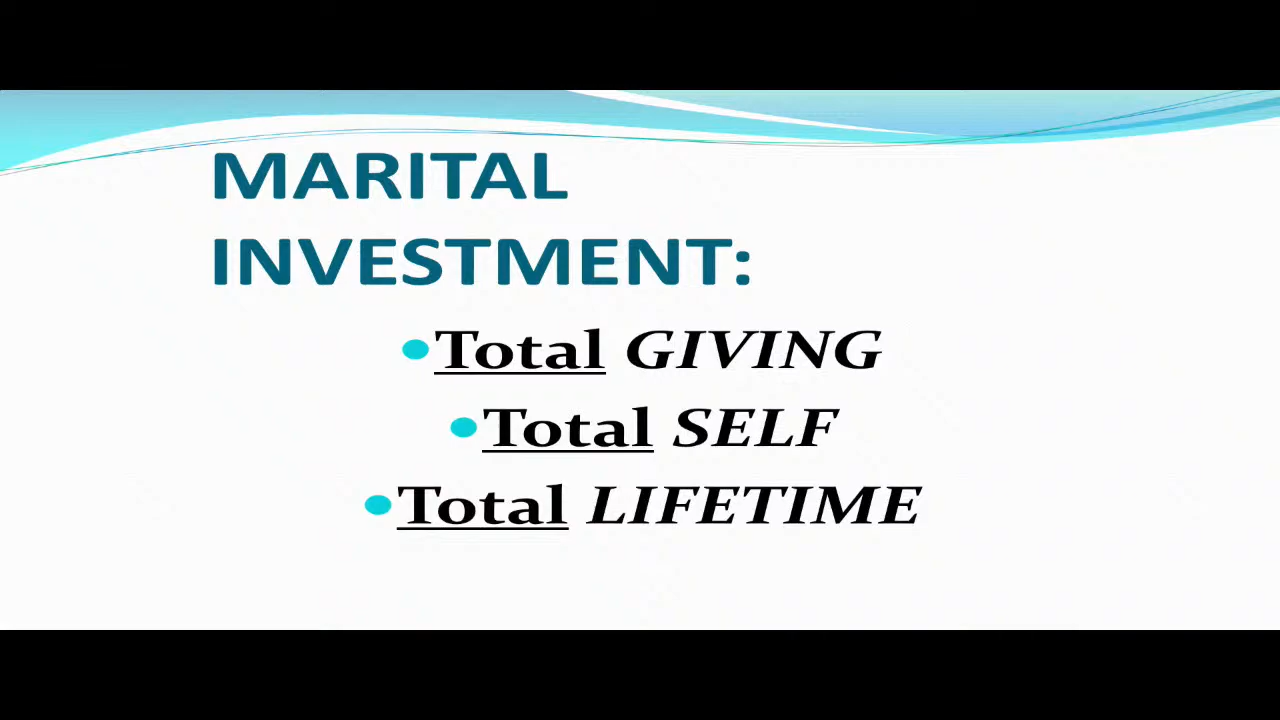 MARITAL
INVESTMENT:
•Total GIVING
•Total SELF
•Total LIFETIME